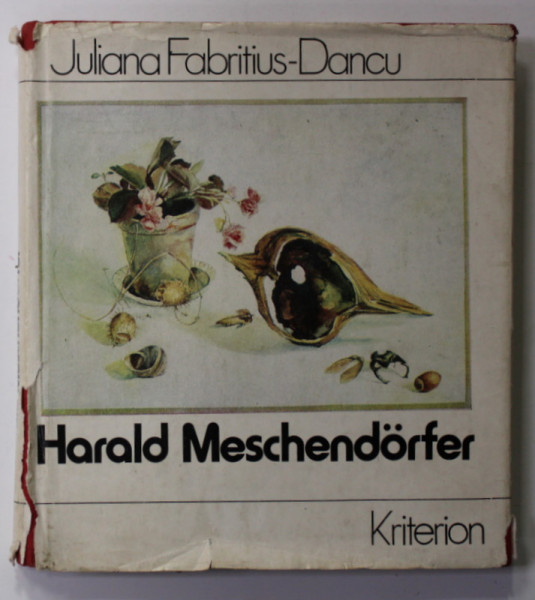 Juliana Fabritius-Dancu
Harald Meschendörfer
Kriterion